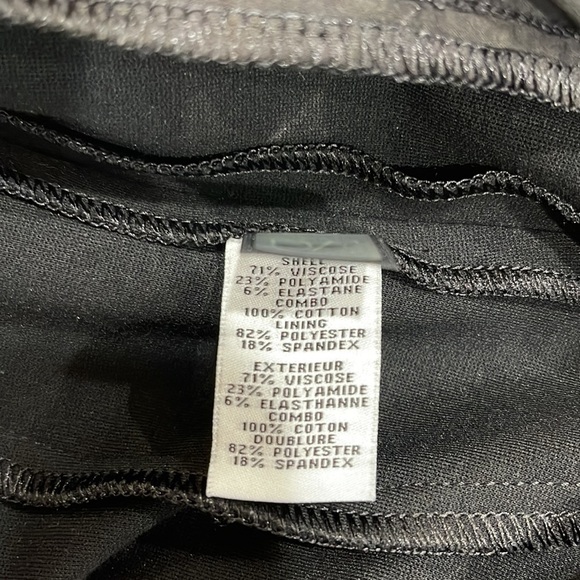 SHELL
71% VISCOSE
23% POLYAMIDE
6% ELASTANE
COMBO
100% COTTON
LINING
82% POLYESTER
18% SPANDEX
EXTERIEUR
71% VISCOSE
23% POLYAMIDE
6% ELASTHANNE
COMBO
100% COTON
DOUBLURE
82% POLYESTER
18% SPANDEX